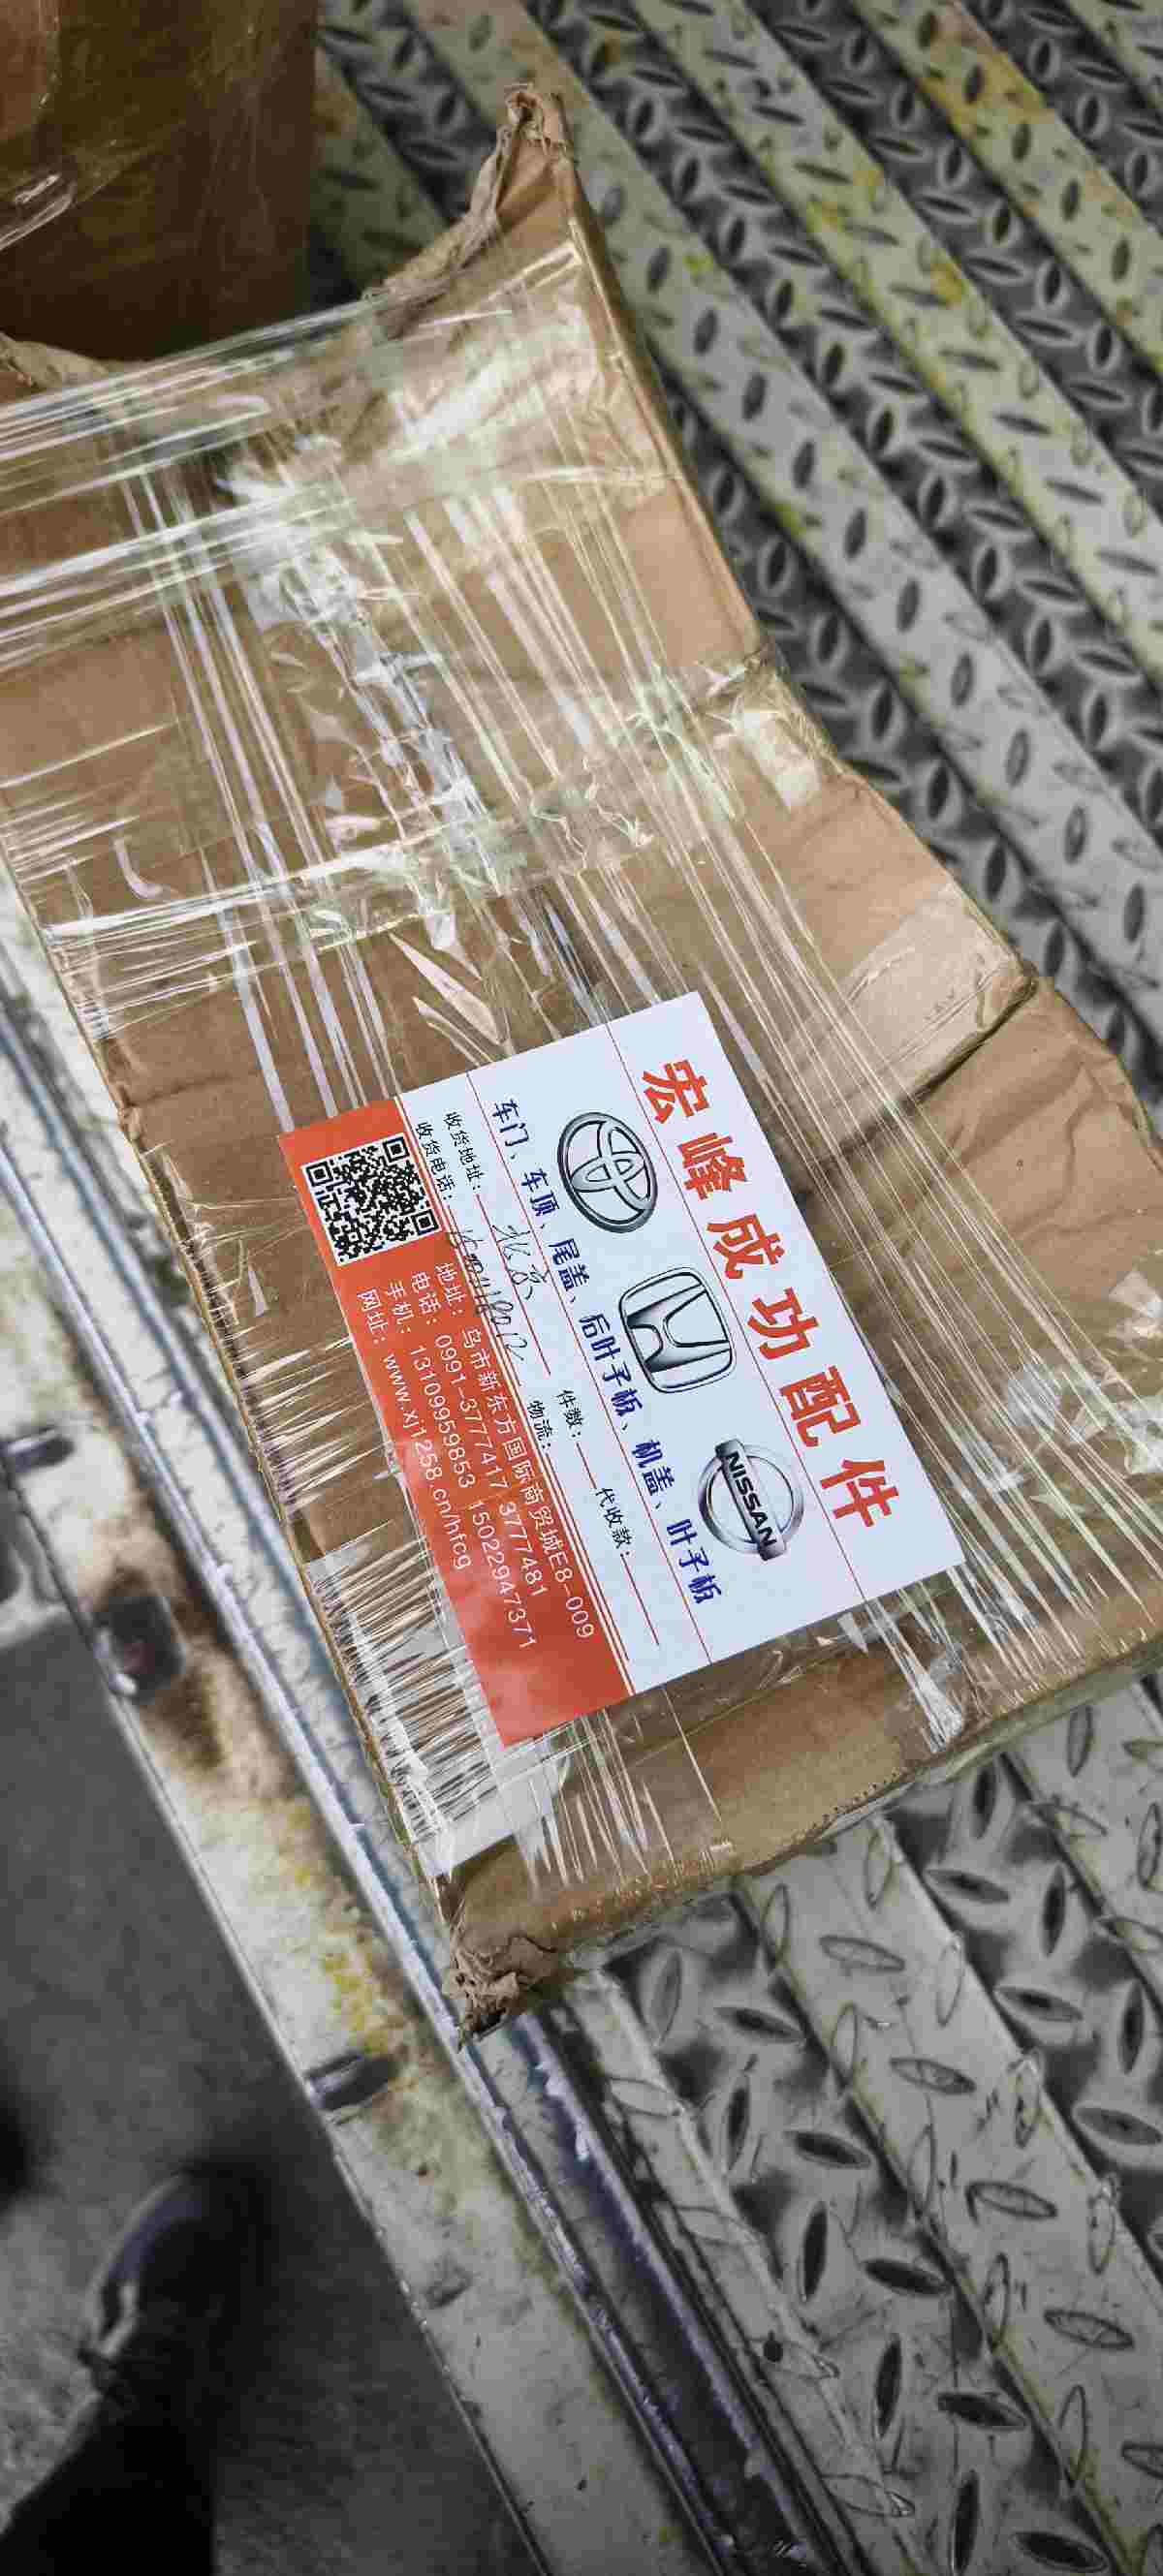 宏峰成功配件
NISSAN
车门、车顶、尾盖、后叶子板、机盖、叶子板
收货地址：北京 件数： 代收款：
收货电话： 物流：
地址：乌市新东方国际商贸城E8-009
电话：0991-3777417 3777481
手机：13109959853 15022947371
网址：www.xj1258.cn/hfcg